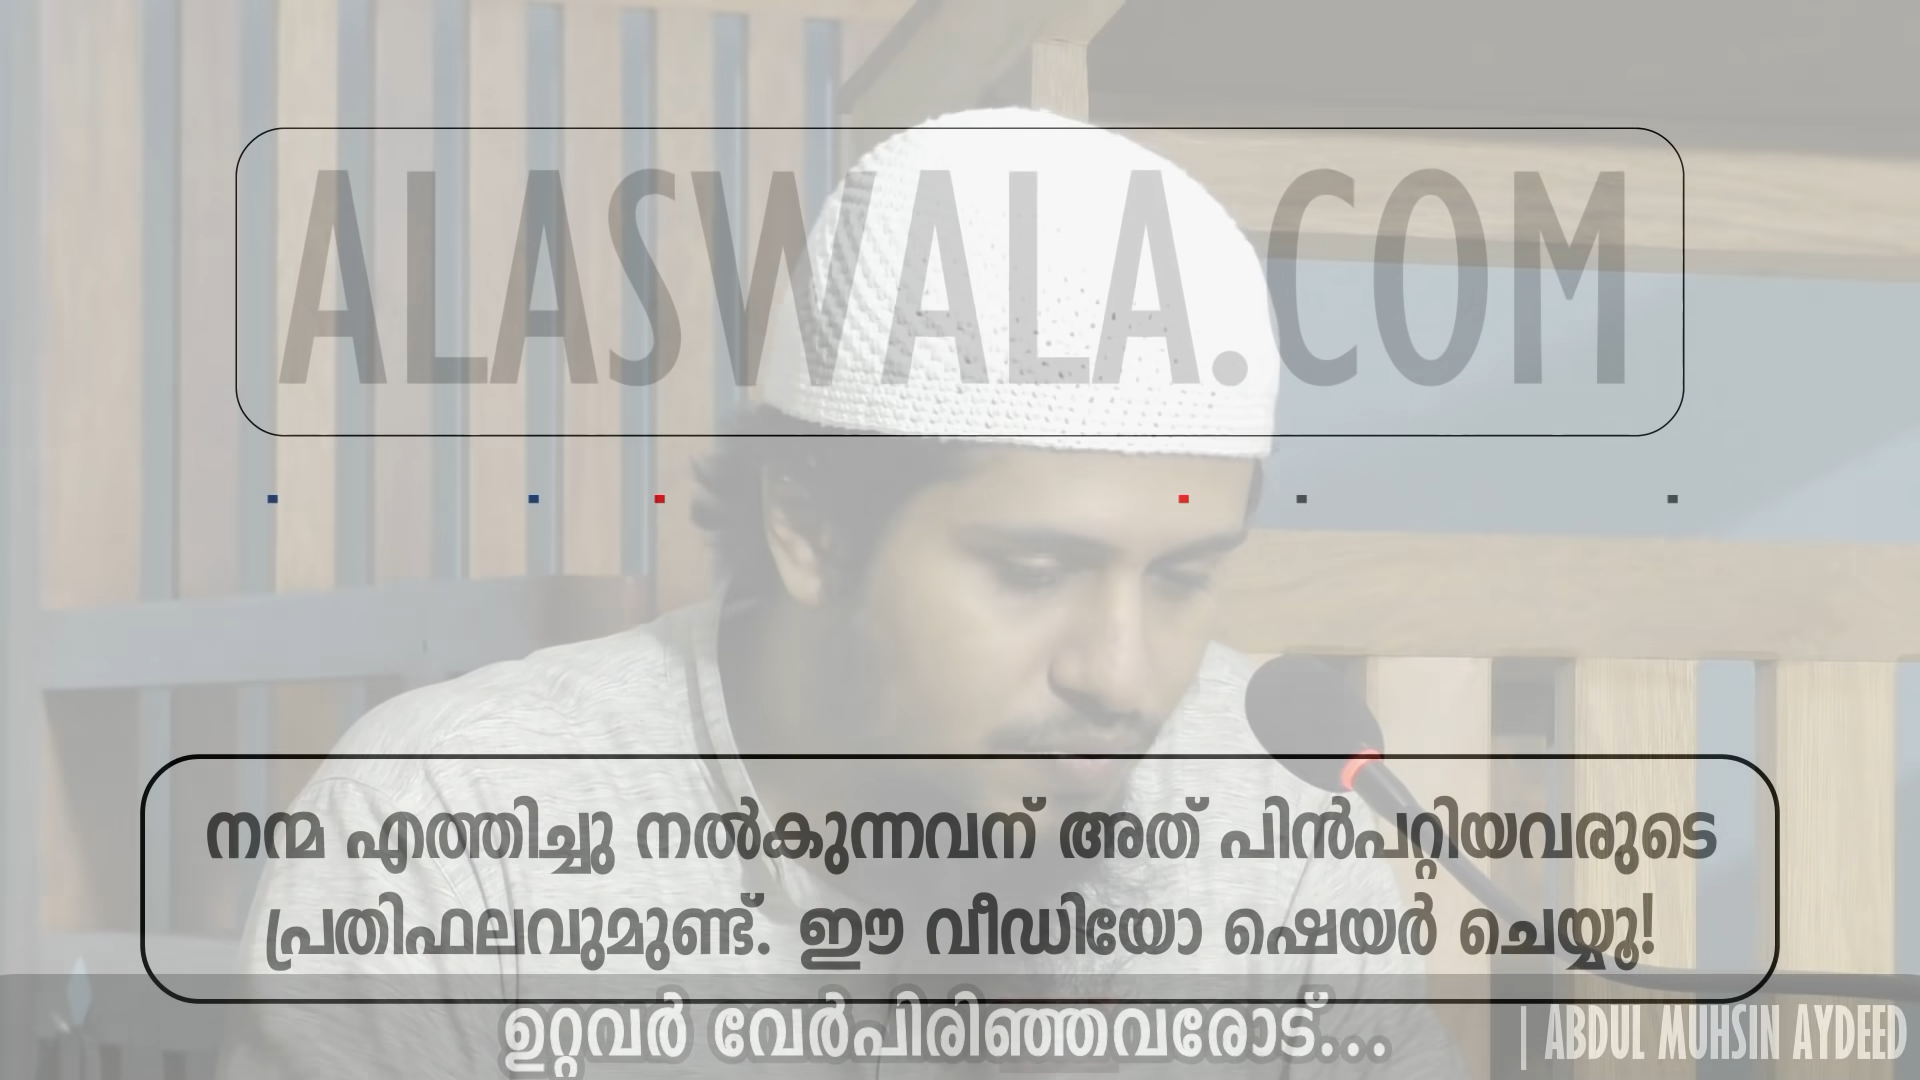 ALASWALA.COM
നന്മ എത്തിച്ചു നൽകുന്നവന് അത് പിൻപറ്റിയവരുടെ
പ്രതിഫലവുമുണ്ട്. ഈ വീഡിയോ ഷെയർ ചെയ്യൂ!
ഉറ്റവർ വേർപിരിഞ്ഞവരോട്...
| ABDUL MUHSIN AYDEED